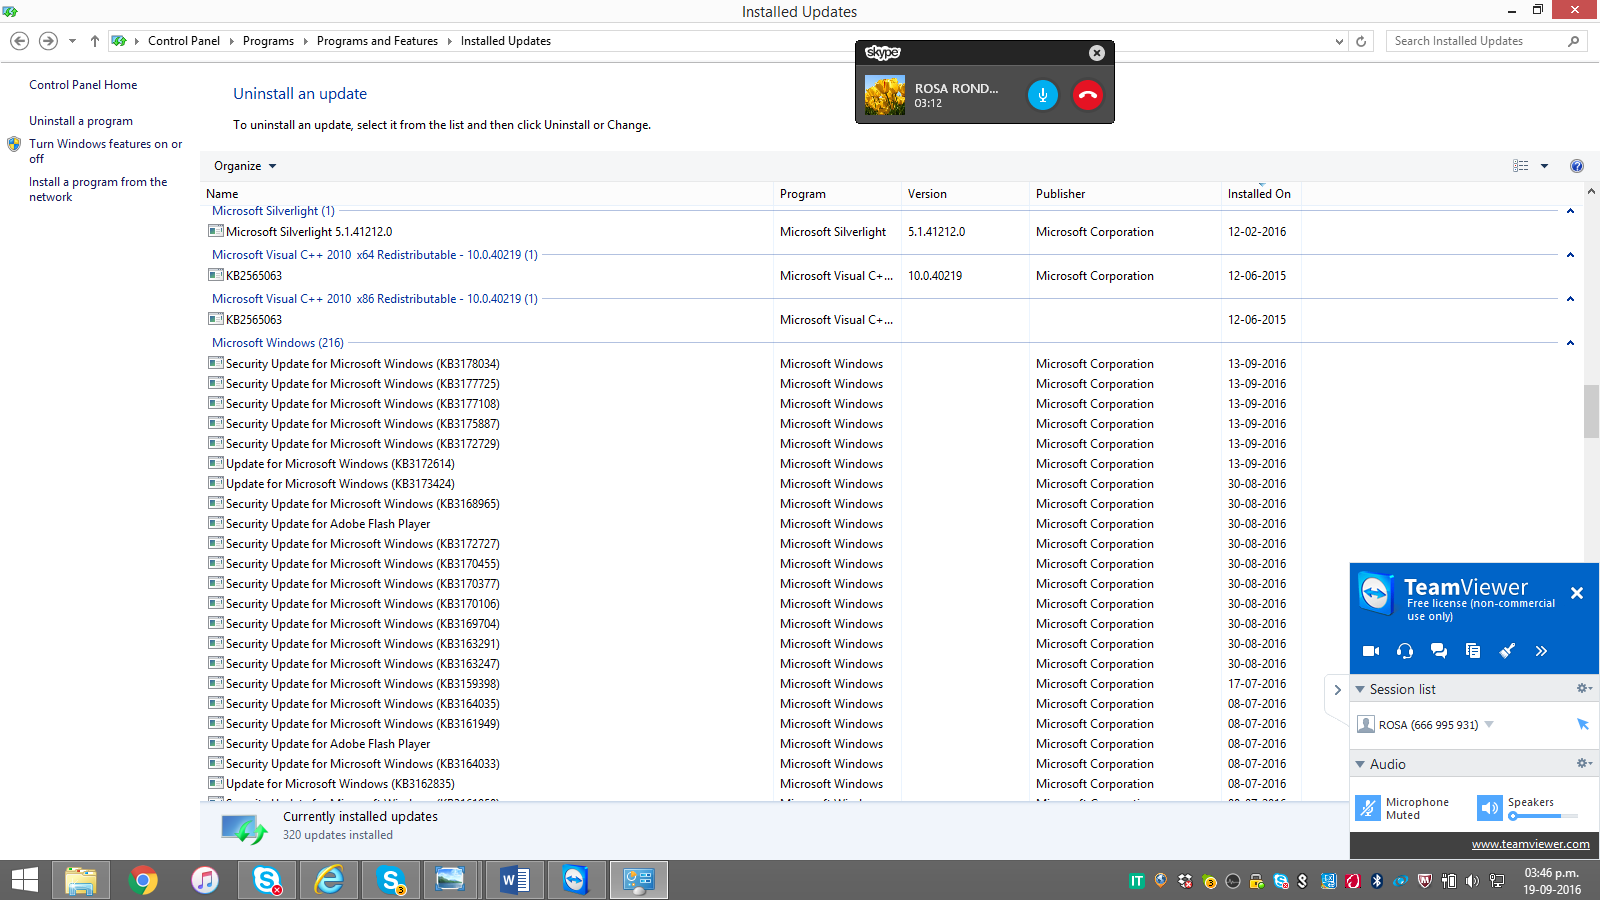 Installed Updates
Control Panel Programs Programs and Features Installed Updates
Search Installed Updates
skype
ROSA ROND...
03:12
Control Panel Home
Uninstall a program
Turn Windows features on or
off
Install a program from the
network
Uninstall an update
To uninstall an update, select it from the list and then click Uninstall or Change.
Organize
Name Program Version Publisher Installed On
Microsoft Silverlight (1)
Microsoft Silverlight 5.1.41212.0 Microsoft Silverlight 5.1.41212.0 Microsoft Corporation 12-02-2016
Microsoft Visual C++ 2010 x64 Redistributable - 10.0.40219 (1)
KB2565063 Microsoft Visual C+... 10.0.40219 Microsoft Corporation 12-06-2015
Microsoft Visual C++ 2010 x86 Redistributable - 10.0.40219 (1)
KB2565063 Microsoft Visual C+... 12-06-2015
Microsoft Windows (216)
Security Update for Microsoft Windows (KB3178034) Microsoft Windows Microsoft Corporation 13-09-2016
Security Update for Microsoft Windows (KB3177725) Microsoft Windows Microsoft Corporation 13-09-2016
Security Update for Microsoft Windows (KB3177108) Microsoft Windows Microsoft Corporation 13-09-2016
Security Update for Microsoft Windows (KB3175887) Microsoft Windows Microsoft Corporation 13-09-2016
Security Update for Microsoft Windows (KB3172729) Microsoft Windows Microsoft Corporation 13-09-2016
Update for Microsoft Windows (KB3172614) Microsoft Windows Microsoft Corporation 13-09-2016
Update for Microsoft Windows (KB3173424) Microsoft Windows Microsoft Corporation 30-08-2016
Security Update for Microsoft Windows (KB3168965) Microsoft Windows Microsoft Corporation 30-08-2016
Security Update for Adobe Flash Player Microsoft Windows Microsoft Corporation 30-08-2016
Security Update for Microsoft Windows (KB3172727) Microsoft Windows Microsoft Corporation 30-08-2016
Security Update for Microsoft Windows (KB3170455) Microsoft Windows Microsoft Corporation 30-08-2016
Security Update for Microsoft Windows (KB3170377) Microsoft Windows Microsoft Corporation 30-08-2016
Security Update for Microsoft Windows (KB3170106) Microsoft Windows Microsoft Corporation 30-08-2016
Security Update for Microsoft Windows (KB3169704) Microsoft Windows Microsoft Corporation 30-08-2016
Security Update for Microsoft Windows (KB3163291) Microsoft Windows Microsoft Corporation 30-08-2016
Security Update for Microsoft Windows (KB3163247) Microsoft Windows Microsoft Corporation 30-08-2016
Security Update for Microsoft Windows (KB3159398) Microsoft Windows Microsoft Corporation 17-07-2016
Security Update for Microsoft Windows (KB3164035) Microsoft Windows Microsoft Corporation 08-07-2016
Security Update for Microsoft Windows (KB3161949) Microsoft Windows Microsoft Corporation 08-07-2016
Security Update for Adobe Flash Player Microsoft Windows Microsoft Corporation 08-07-2016
Security Update for Microsoft Windows (KB3164033) Microsoft Windows Microsoft Corporation 08-07-2016
Update for Microsoft Windows (KB3162835) Microsoft Windows Microsoft Corporation 08-07-2016
Currently installed updates
320 updates installed
TeamViewer
Free license (non-commercial
use only)
Session list
ROSA (666 995 931)
Audio
Microphone
Muted
Speakers
www.teamviewer.com
IT
03:46 p.m.
19-09-2016